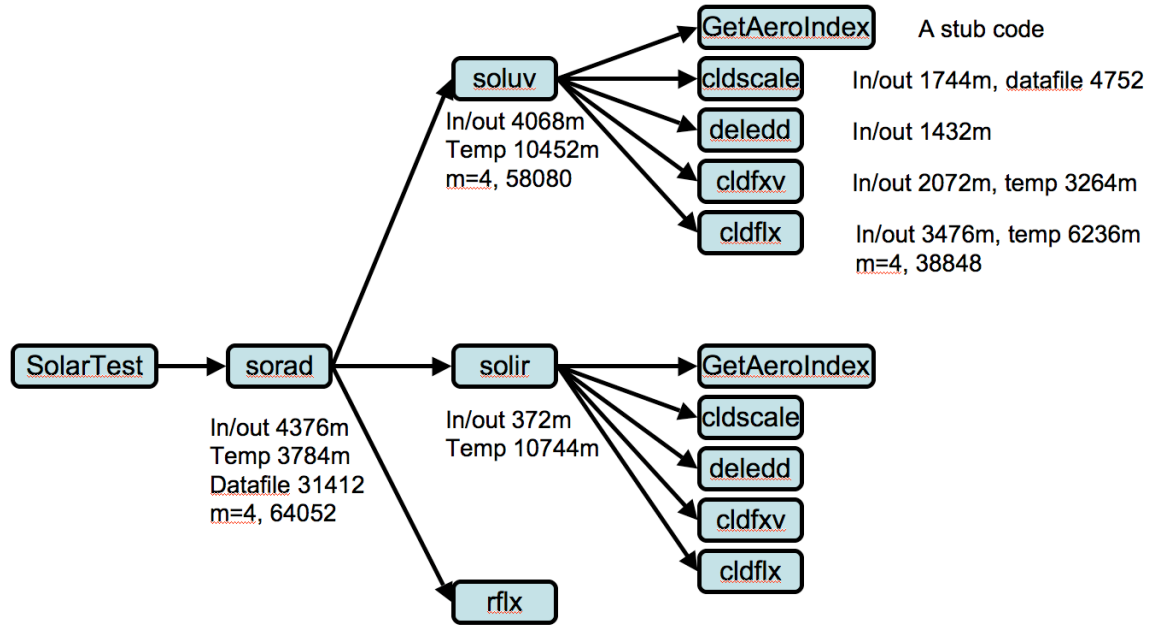 GetAeroIndex
A stub code
soluv
cldscale
In/out 1744m, datafile 4752
In/out 4068m
Temp 10452m
m=4, 58080
deledd
In/out 1432m
cldfxv
In/out 2072m, temp 3264m
cldflx
In/out 3476m, temp 6236m
m=4, 38848
SolarTest
sorad
solir
GetAeroIndex
In/out 4376m
Temp 3784m
Datafile 31412
m=4, 64052
In/out 372m
Temp 10744m
cldscale
deledd
cldfxv
cldflx
rflx